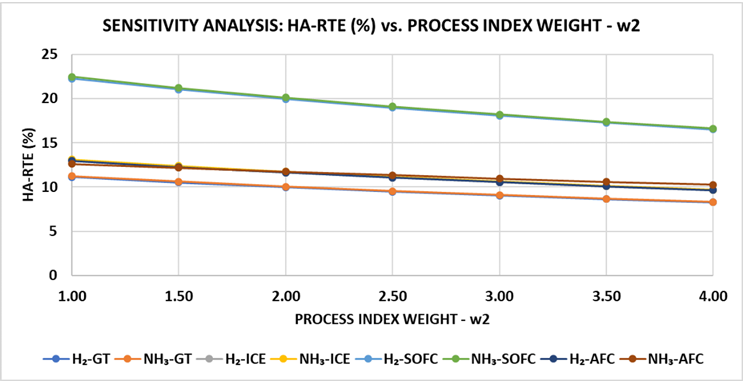 SENSITIVITY ANALYSIS: HA-RTE (%) vs. PROCESS INDEX WEIGHT - w2
25
20
15
10
5
0
HA-RTE (%)
1.00 1.50 2.00 2.50 3.00 3.50 4.00
PROCESS INDEX WEIGHT - w2
H₂-GT NH₃-GT H₂-ICE NH₃-ICE H₂-SOFC NH₃-SOFC H₂-AFC NH₃-AFC